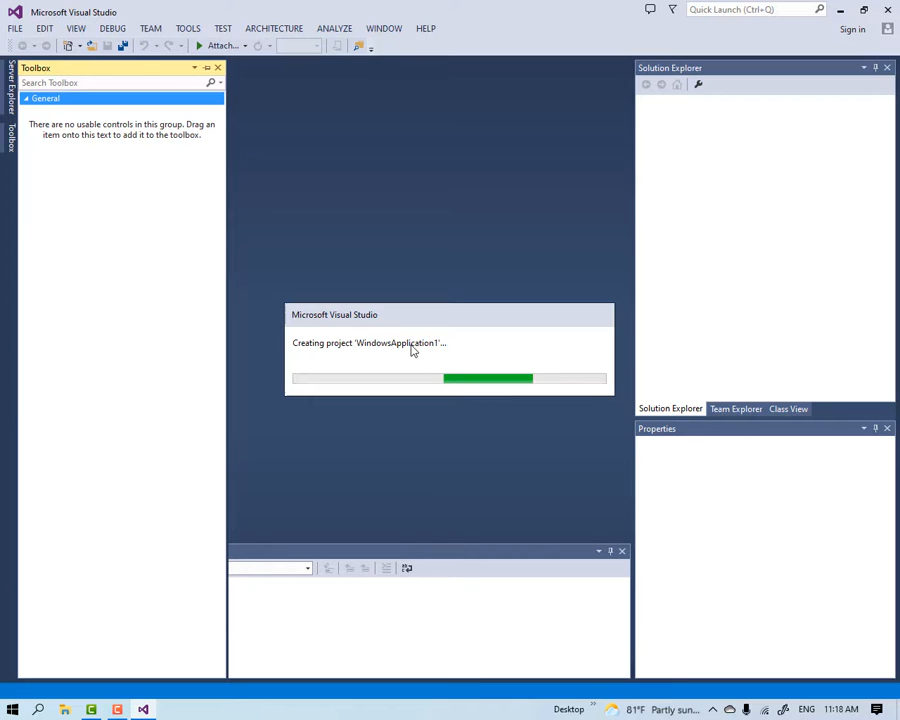 Microsoft Visual Studio
Quick Launch (Ctrl+Q)
FILE EDIT VIEW DEBUG TEAM TOOLS TEST ARCHITECTURE ANALYZE WINDOW HELP
Sign in
Attach...
Server Explorer
Toolbox
Toolbox
Search Toolbox
General
There are no usable controls in this group. Drag an
item onto this text to add it to the toolbox.
Microsoft Visual Studio
Creating project 'WindowsApplication1'...
Solution Explorer
Solution Explorer Team Explorer Class View
Properties
Desktop
81°F Partly sun...
ENG
11:18 AM